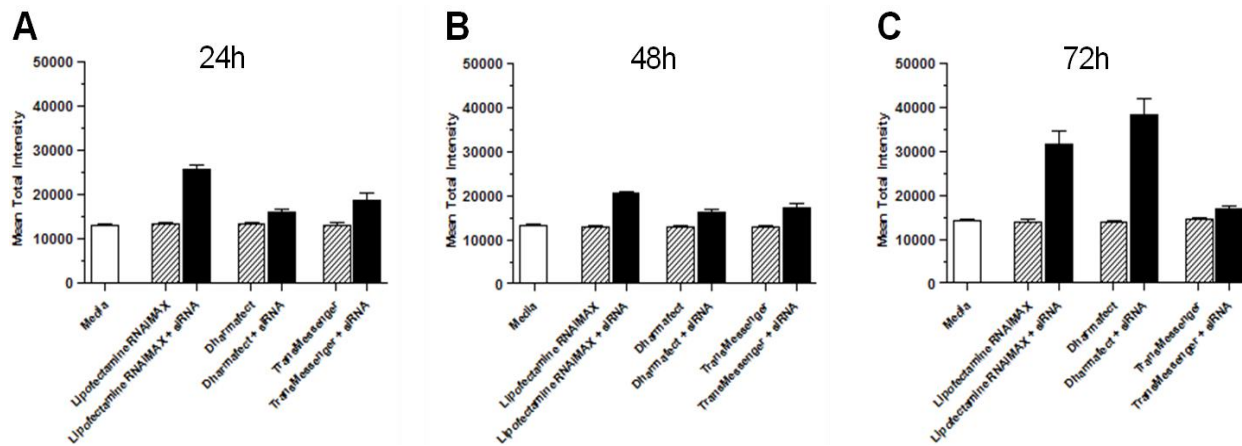 A
24h
Mean Total Intensity
50000
40000
30000
20000
10000
0
Media
Lipofectamine RNAiMAX
Lipofectamine RNAiMAX + siRNA
Dharmafect
Dharmafect + siRNA
TransMessenger
TransMessenger + siRNA
B
48h
Mean Total Intensity
50000
40000
30000
20000
10000
0
Media
Lipofectamine RNAiMAX
Lipofectamine RNAiMAX + siRNA
Dharmafect
Dharmafect + siRNA
TransMessenger
TransMessenger + siRNA
C
72h
Mean Total Intensity
50000
40000
30000
20000
10000
0
Media
Lipofectamine RNAiMAX
Lipofectamine RNAiMAX + siRNA
Dharmafect
Dharmafect + siRNA
TransMessenger
TransMessenger + siRNA